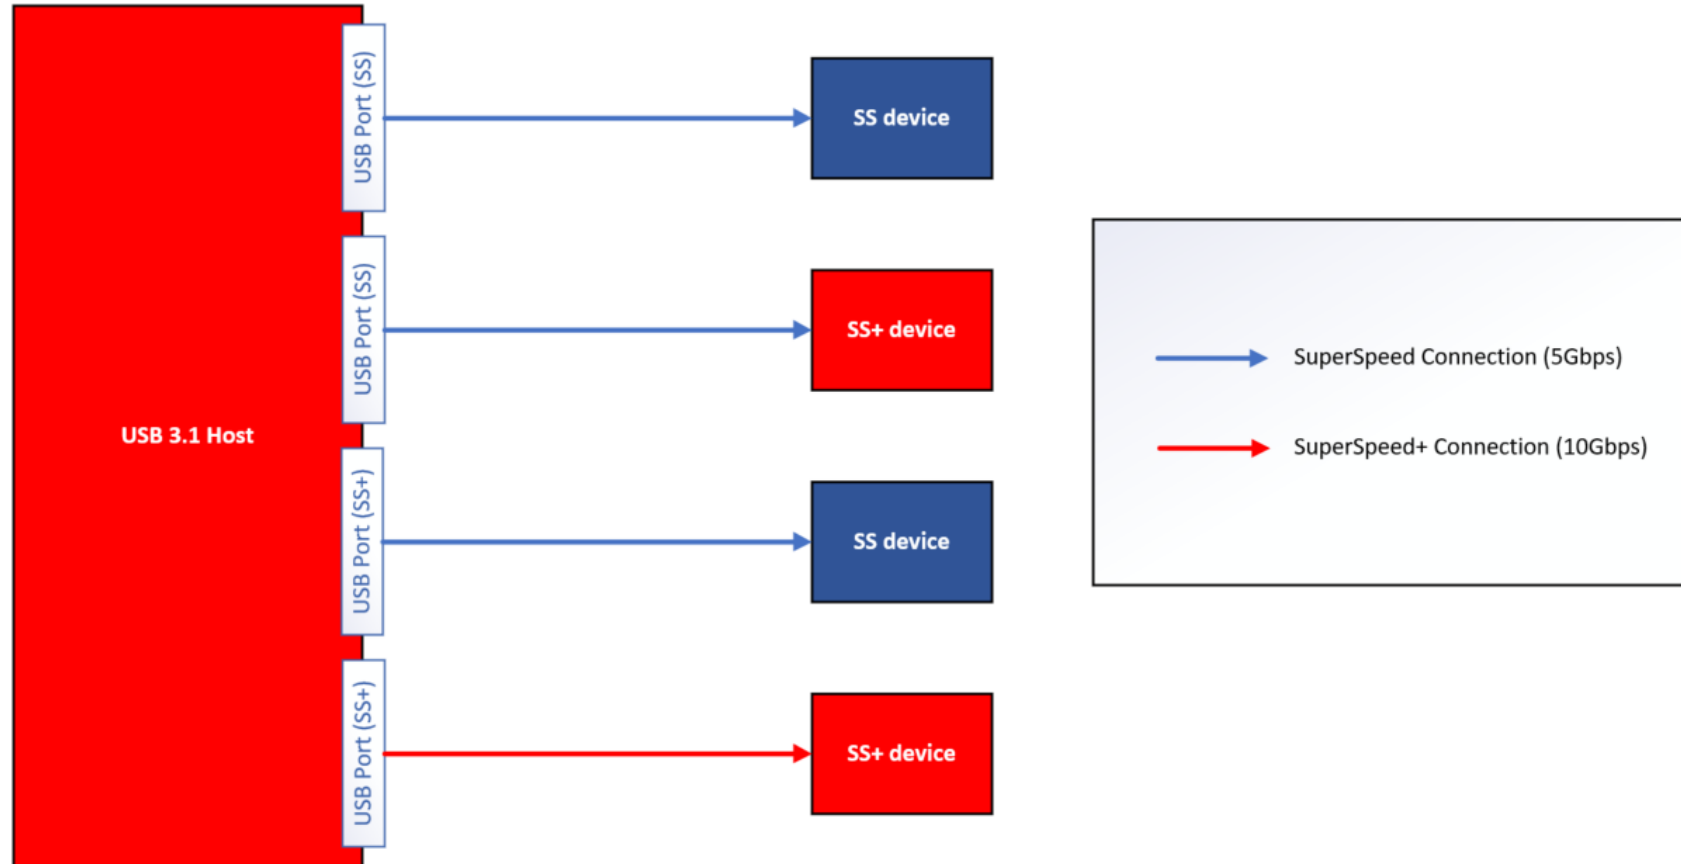 USB Port (SS)
SS device
USB Port (SS)
SS+ device
USB 3.1 Host
USB Port (SS+)
SS device
USB Port (SS+)
SS+ device
SuperSpeed Connection (5Gbps)
SuperSpeed+ Connection (10Gbps)